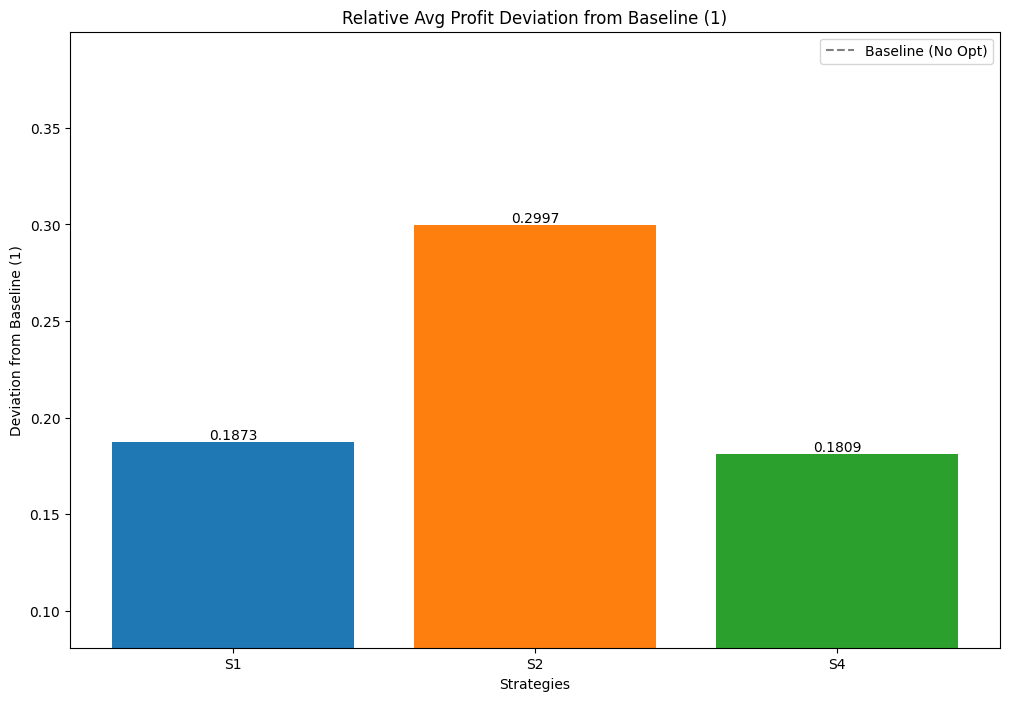 Relative Avg Profit Deviation from Baseline (1)
Baseline (No Opt)
Deviation from Baseline (1)
0.35
0.30
0.25
0.20
0.15
0.10
0.1873
0.2997
0.1809
S1
S2
S4
Strategies